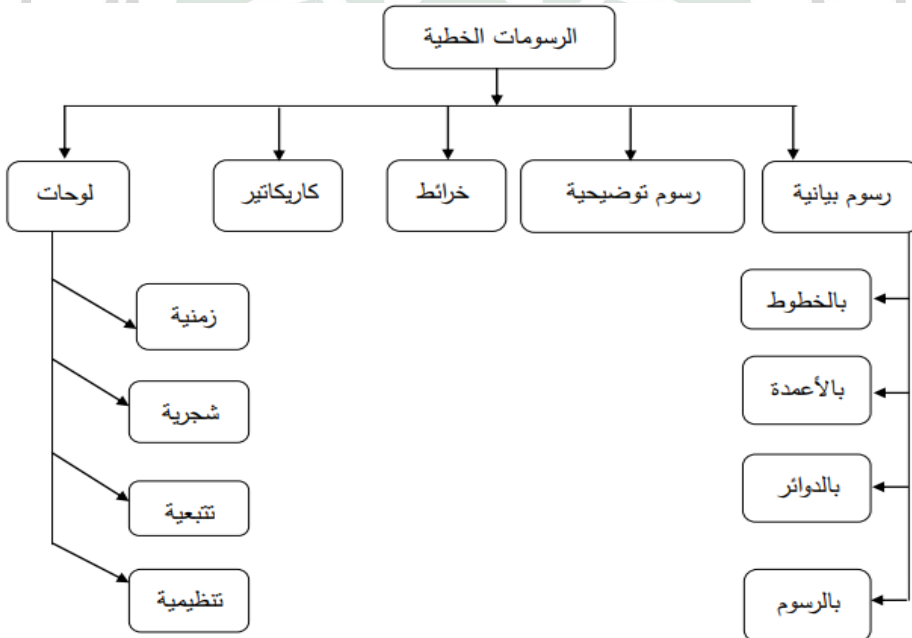 الرسومات الخطية
رسوم بيانية
رسوم توضيحية
خرائط
كاريكاتير
لوحات
بالخطوط
بالأعمدة
بالدوائر
بالرسوم
زمنية
شجرية
تتبعية
تنظيمية